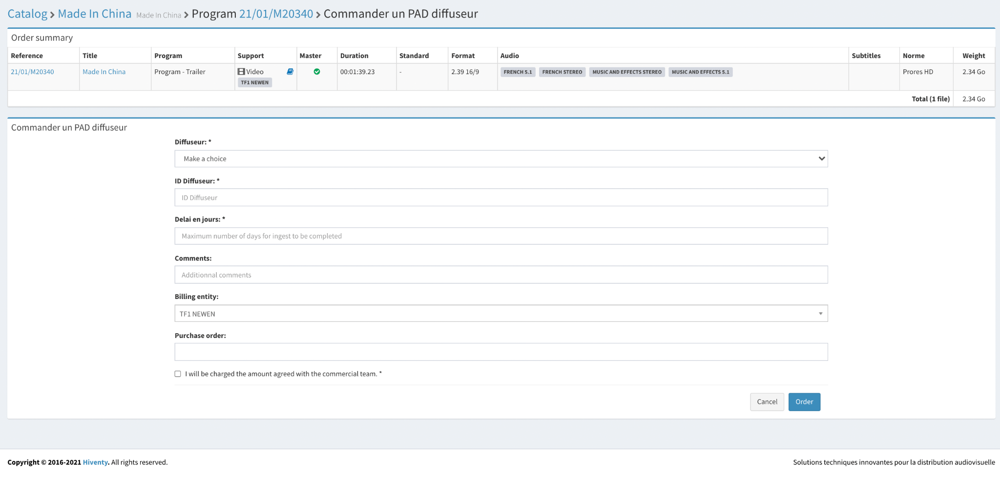 Catalog > Made In China Made In China > Program 21/01/M20340 > Commander un PAD diffuseur
Order summary
Reference Title Program Support Master Duration Standard Format Audio Subtitles Norme Weight
21/01/M20340 Made In China Program - Trailer Video 00:01:39.23 - 2.39 16/9 FRENCH 5.1 FRENCH STEREO MUSIC AND EFFECTS STEREO MUSIC AND EFFECTS 5.1 Prores HD 2.34 Go
TF1 NEWEN
Total (1 file) 2.34 Go
Commander un PAD diffuseur
Diffuseur: *
Make a choice
ID Diffuseur: *
ID Diffuseur
Delai en jours: *
Maximum number of days for ingest to be completed
Comments:
Additionnal comments
Billing entity:
TF1 NEWEN
Purchase order:
I will be charged the amount agreed with the commercial team. *
Cancel Order
Copyright © 2016-2021 Hiventy. All rights reserved. Solutions techniques innovantes pour la distribution audiovisuelle